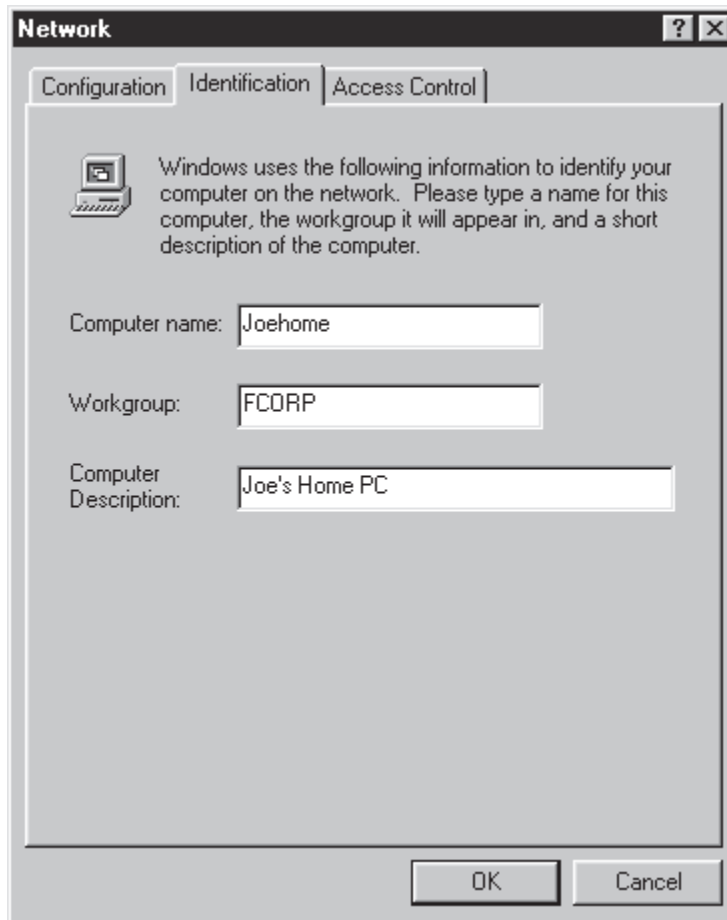 Network
Configuration Identification Access Control
Windows uses the following information to identify your
computer on the network. Please type a name for this
computer, the workgroup it will appear in, and a short
description of the computer.
Computer name: Joehome
Workgroup: FCORP
Computer
Description: Joe's Home PC
OK Cancel